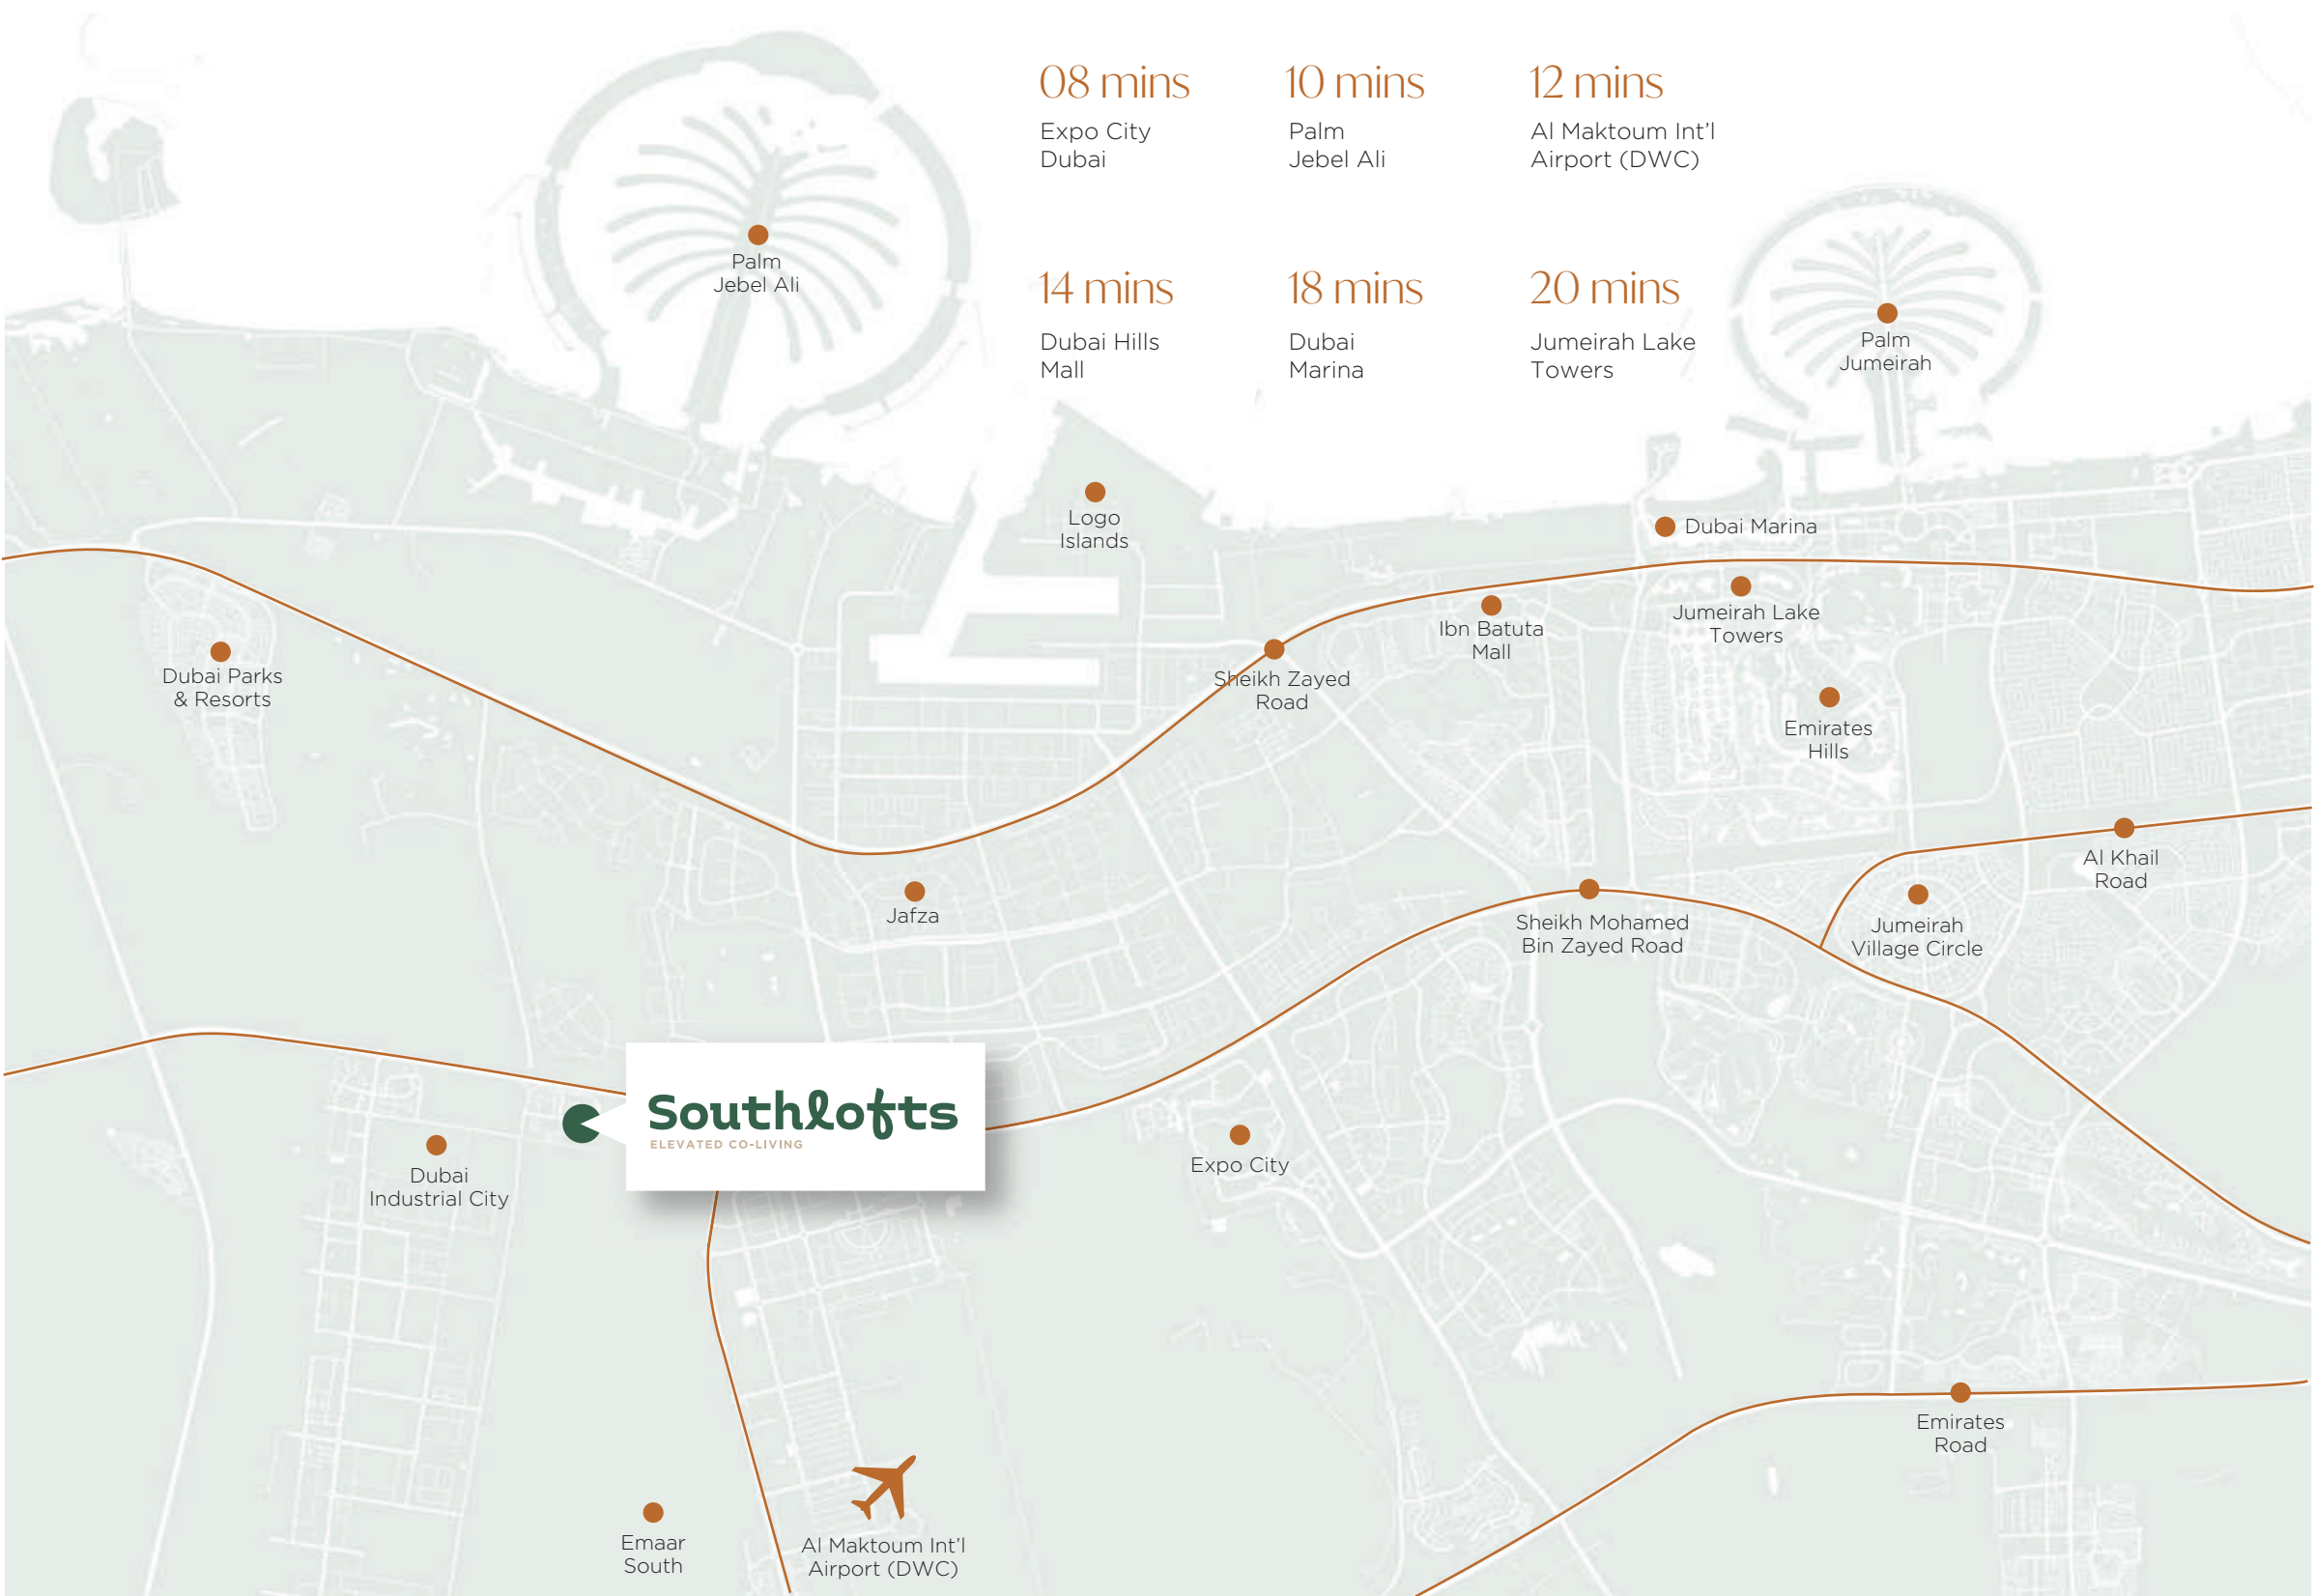 08 mins
Expo City
Dubai
10 mins
Palm
Jebel Ali
12 mins
Al Maktoum Int'l
Airport (DWC)
14 mins
Dubai Hills
Mall
18 mins
Dubai
Marina
20 mins
Jumeirah Lake
Towers
Palm
Jebel Ali
Palm
Jumeirah
Logo
Islands
Dubai Marina
Jumeirah Lake
Towers
Ibn Batuta
Mall
Sheikh Zayed
Road
Dubai Parks
& Resorts
Emirates
Hills
Al Khail
Road
Jafza
Sheikh Mohamed
Bin Zayed Road
Jumeirah
Village Circle
Southlofts
ELEVATED CO-LIVING
Dubai
Industrial City
Expo City
Emirates
Road
Emaar
South
Al Maktoum Int'l
Airport (DWC)